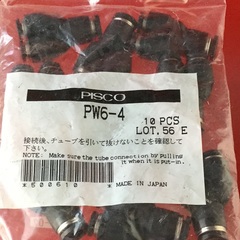 PISCO
PW6-4
10 PCS
LOT. 56 E
接続後、チューブを引いて抜けないことを確認して
下さい。
NOTE: Make sure the tube connection by pulling
it when it is put-in.
*500610*
MADE IN JAPAN